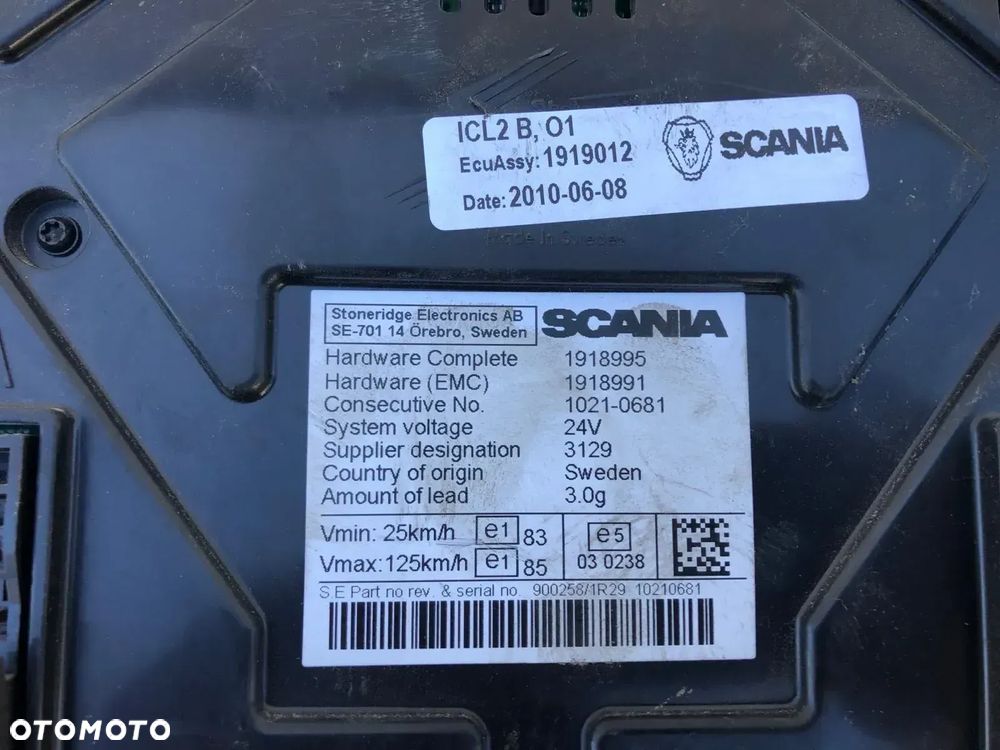 ICL2 B, O1
EcuAssy: 1919012
Date: 2010-06-08
SCANIA
Made in Sweden
Stoneridge Electronics AB
SE-701 14 Örebro, Sweden
SCANIA
Hardware Complete 1918995
Hardware (EMC) 1918991
Consecutive No. 1021-0681
System voltage 24V
Supplier designation 3129
Country of origin Sweden
Amount of lead 3.0g
Vmin: 25km/h e1 83
Vmax: 125km/h e1 85
e5
03 0238
S.E Part no rev. & serial no. 900258/1R29 10210681
OTOMOTO